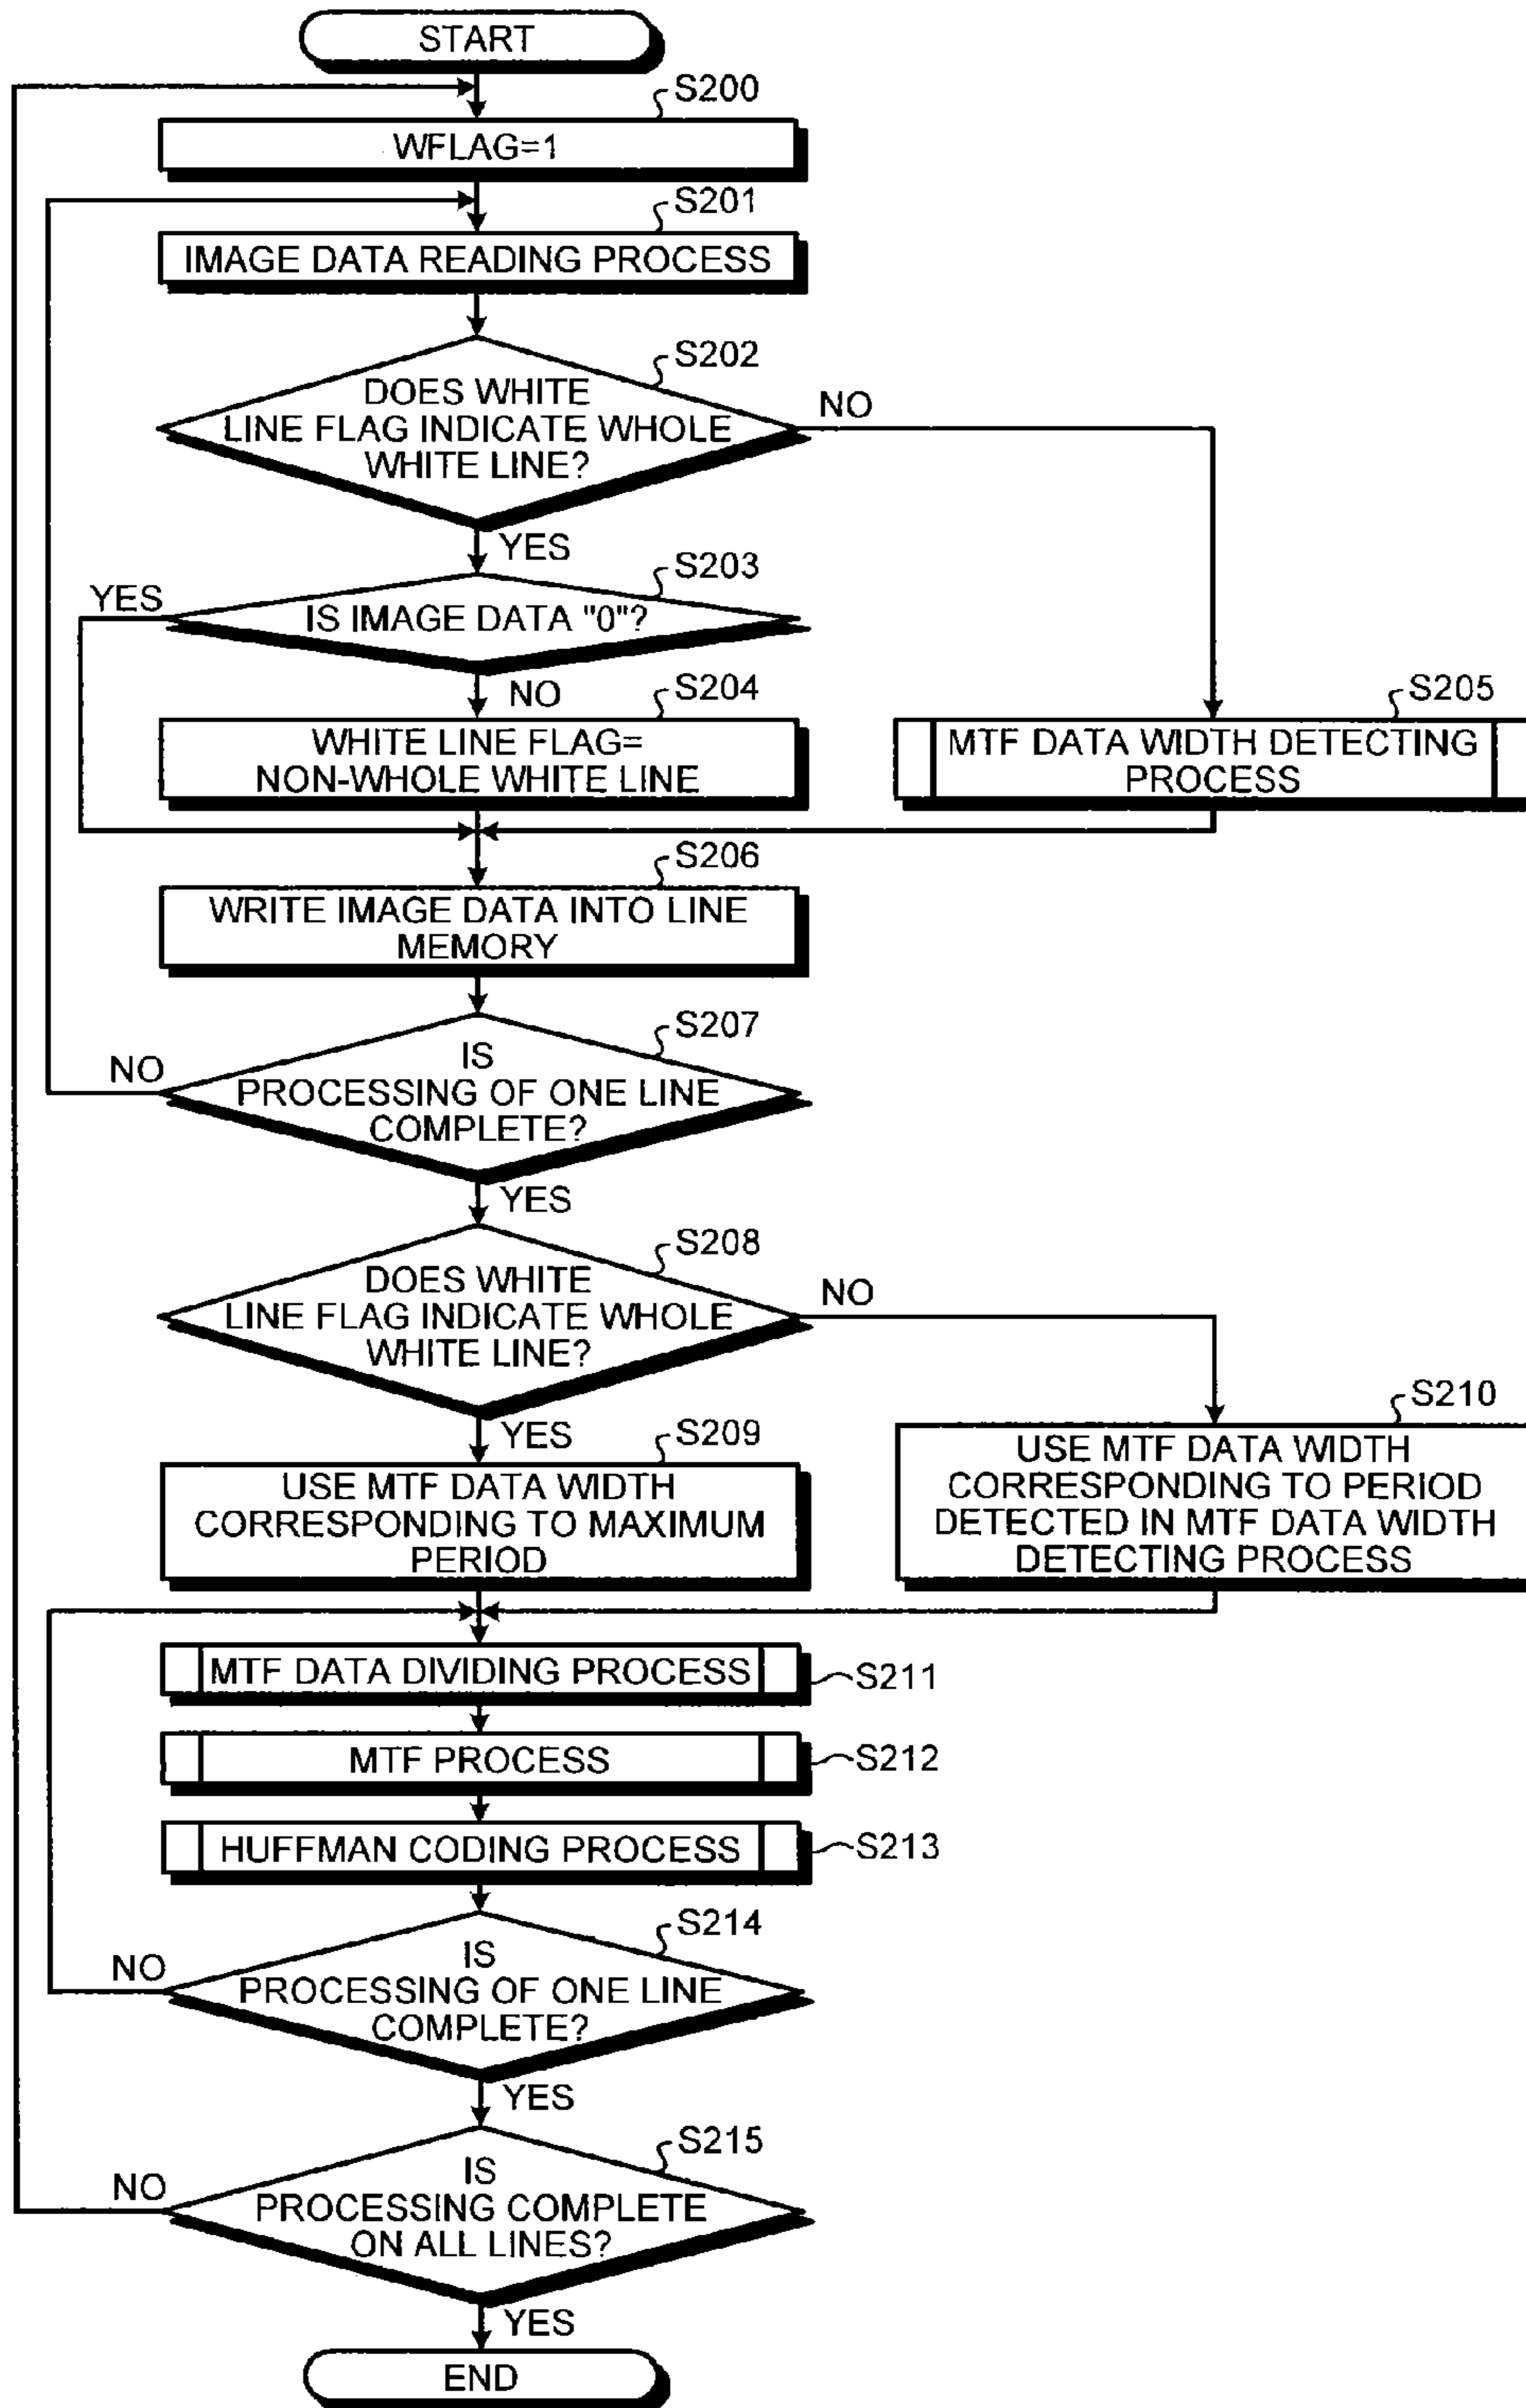 START
S200
WFLAG=1
S201
IMAGE DATA READING PROCESS
S202
DOES WHITE
LINE FLAG INDICATE WHOLE
WHITE LINE?
NO
YES
S203
YES
IS IMAGE DATA "0"?
NO
S204
WHITE LINE FLAG=
NON-WHOLE WHITE LINE
S205
MTF DATA WIDTH DETECTING
PROCESS
S206
WRITE IMAGE DATA INTO LINE
MEMORY
S207
NO
IS
PROCESSING OF ONE LINE
COMPLETE?
YES
S208
DOES WHITE
LINE FLAG INDICATE WHOLE
WHITE LINE?
NO
YES
S209
USE MTF DATA WIDTH
CORRESPONDING TO MAXIMUM
PERIOD
S210
USE MTF DATA WIDTH
CORRESPONDING TO PERIOD
DETECTED IN MTF DATA WIDTH
DETECTING PROCESS
MTF DATA DIVIDING PROCESS
S211
MTF PROCESS
S212
HUFFMAN CODING PROCESS
S213
S214
NO
IS
PROCESSING OF ONE LINE
COMPLETE?
YES
S215
NO
IS
PROCESSING COMPLETE
ON ALL LINES?
YES
END